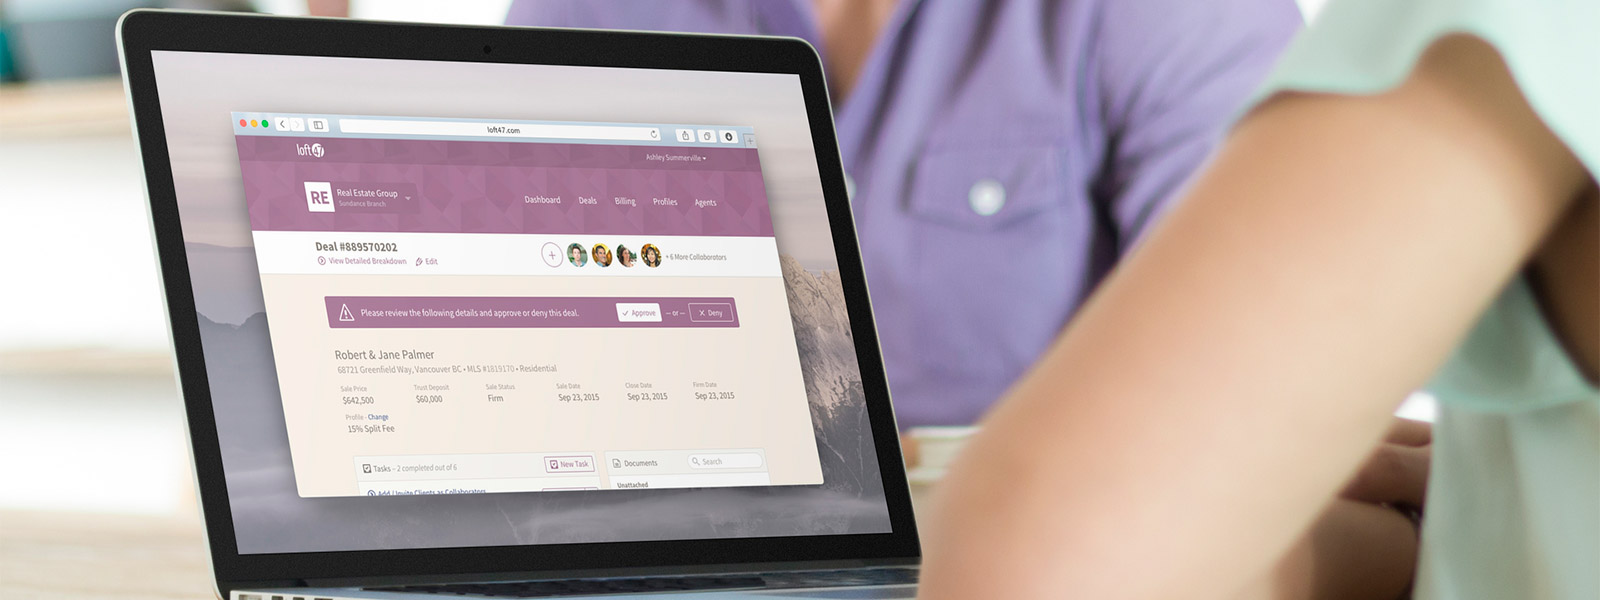 loft47.com
loft47
Ashley Summerville
RE
Real Estate Group
Sundance Branch
Dashboard Deals Billing Profiles Agents
Deal #889570202
View Detailed Breakdown Edit
+ 6 More Collaborators
Please review the following details and approve or deny this deal.
Approve — or — Deny
Robert & Jane Palmer
68721 Greenfield Way, Vancouver BC • MLS #1819170 • Residential
Sale Price Trust Deposit Sale Status Sale Date Close Date Firm Date
$642,500 $60,000 Firm Sep 23, 2015 Sep 23, 2015 Sep 23, 2015
Profile - Change
15% Split Fee
Tasks – 2 completed out of 6 New Task
Documents Search
Add / Invite Clients as Collaborators
Unattached